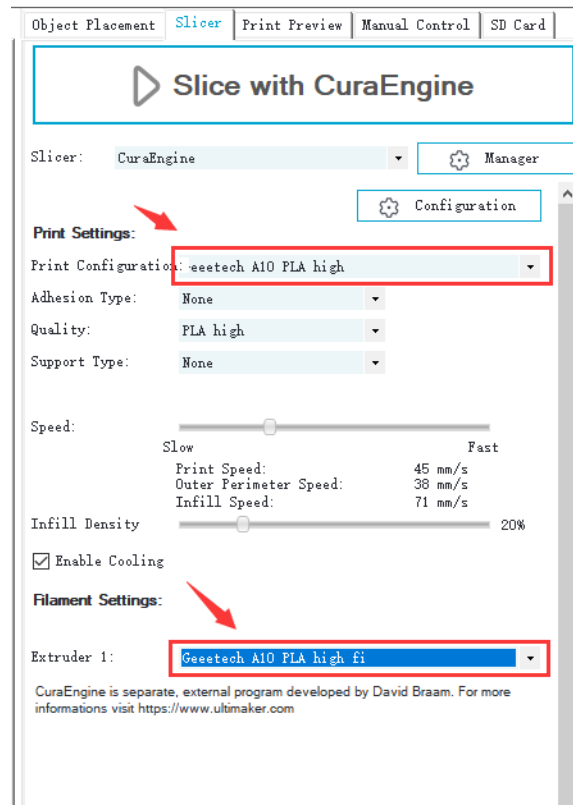 Object Placement Slicer Print Preview Manual Control SD Card
Slice with CuraEngine
Slicer: CuraEngine Manager
Configuration
Print Settings:
Print Configuration: eeetech A10 PLA high
Adhesion Type: None
Quality: PLA high
Support Type: None
Speed:
Slow Fast
Print Speed: 45 mm/s
Outer Perimeter Speed: 38 mm/s
Infill Speed: 71 mm/s
Infill Density 20%
Enable Cooling
Filament Settings:
Extruder 1: Geeetech A10 PLA high fi
CuraEngine is separate, external program developed by David Braam. For more
informations visit https://www.ultimaker.com